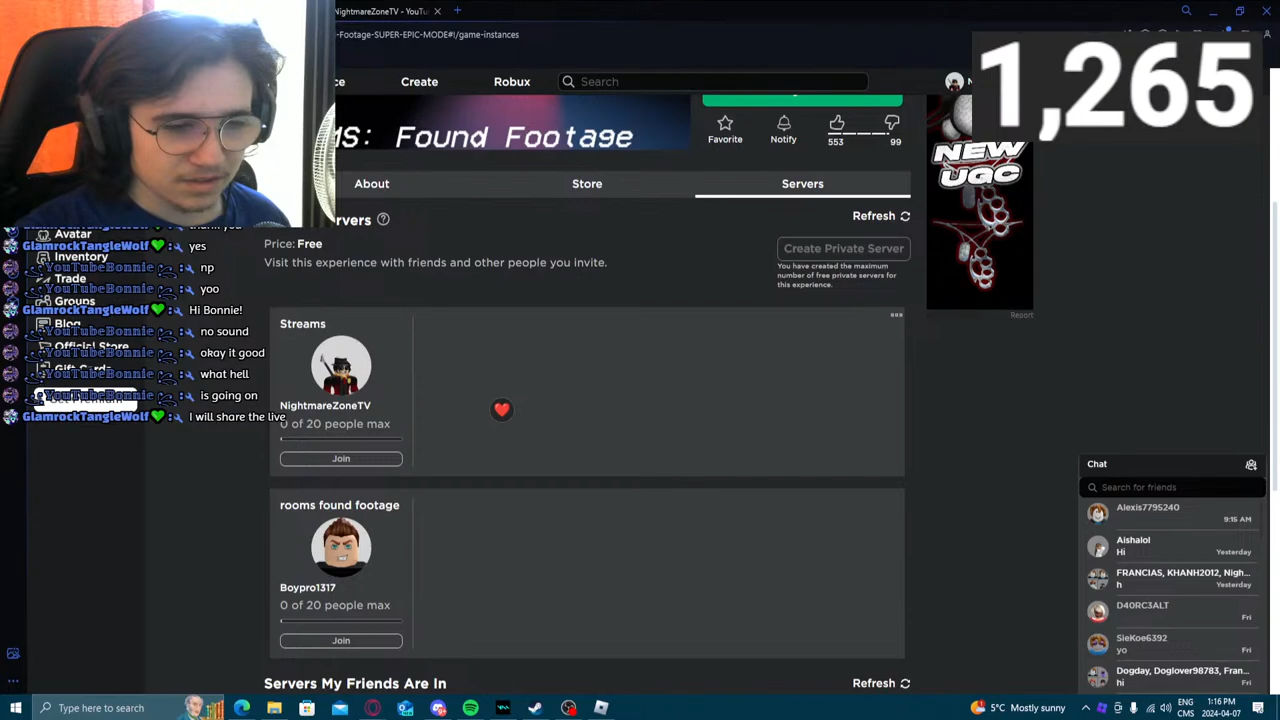 NightmareZoneTV -
-Footage-SUPER-EPIC-MODE#!/game-instances
Create
Robux
Search
1,265
MS: Found Footage
Favorite
Notify
553
99
NEW
UGC
Report
About
Store
Servers
Refresh
Price: Free
Visit this experience with friends and other people you invite.
Create Private Server
You have created the maximum
number of free private servers for
this experience.
Avatar
Inventory
Trade
Groups
Blog
Official Store
thank you
GlamrockTangleWolf : yes
YouTubeBonnie : np
YouTubeBonnie : yoo
GlamrockTangleWolf : Hi Bonnie!
YouTubeBonnie : no sound
YouTubeBonnie : okay it good
YouTubeBonnie : what hell
YouTubeBonnie : is going on
GlamrockTangleWolf : I will share the live
Streams
NightmareZoneTV
0 of 20 people max
Join
rooms found footage
Boypro1317
0 of 20 people max
Join
Servers My Friends Are In
Refresh
Chat
Search for friends
Alexis7795240
9:15 AM
Aishalol
Hi
Yesterday
FRANCIAS, KHANH2012, Nigh...
h
Yesterday
D40RC3ALT
Fri
SieKoe6392
yo
Fri
Dogday, Doglover98783, Fran...
hi
Fri
Type here to search
5°C Mostly sunny
ENG
CMS
1:16 PM
2024-04-07